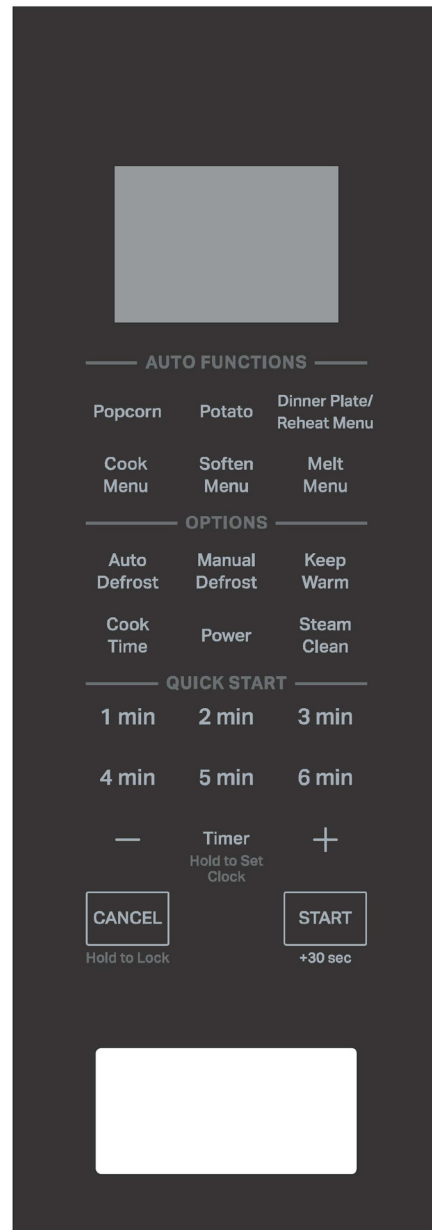 AUTO FUNCTIONS
Popcorn
Potato
Dinner Plate/
Reheat Menu
Cook
Menu
Soften
Menu
Melt
Menu
OPTIONS
Auto
Defrost
Manual
Defrost
Keep
Warm
Cook
Time
Power
Steam
Clean
QUICK START
1 min
2 min
3 min
4 min
5 min
6 min
−
Timer
Hold to Set
Clock
+
CANCEL
Hold to Lock
START
+30 sec